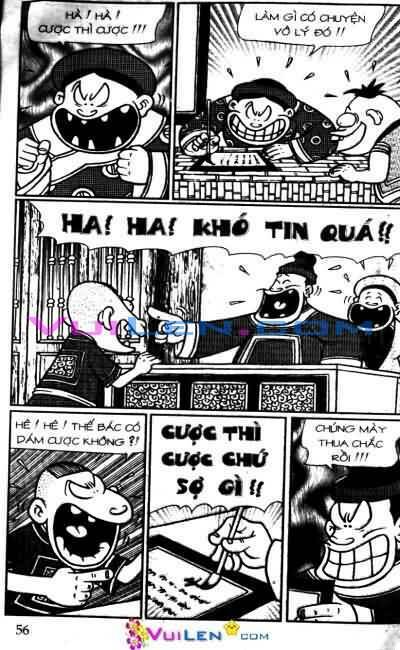 HÀ! HÀ!
CƯỢC THÌ CƯỢC!!!
LÀM GÌ CÓ CHUYỆN
VÔ LÝ ĐÓ!!
HA! HA! KHÓ TIN QUÁ!!
VUILEN.COM
HÊ! HÊ! THẾ BÁC CÓ
DÁM CƯỢC KHÔNG?!
CƯỢC THÌ
CƯỢC CHỨ
SỢ GÌ!!
CHÚNG MÀY
THUA CHẮC
RỒI!!!
56
VUILEN.COM